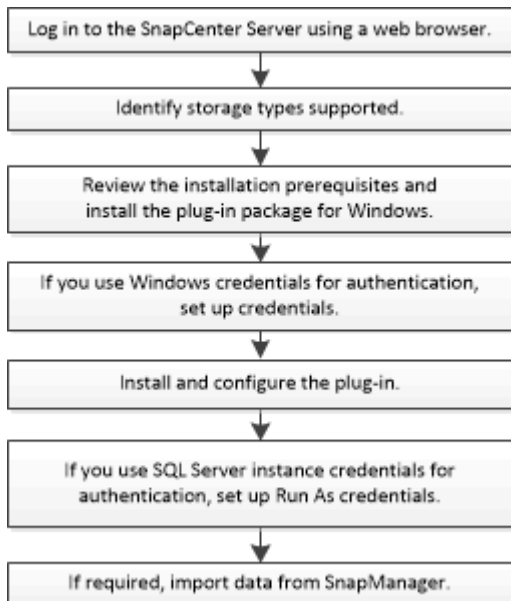 Log in to the SnapCenter Server using a web browser.
Identify storage types supported.
Review the installation prerequisites and
install the plug-in package for Windows.
If you use Windows credentials for authentication,
set up credentials.
Install and configure the plug-in.
If you use SQL Server instance credentials for
authentication, set up Run As credentials.
If required, import data from SnapManager.